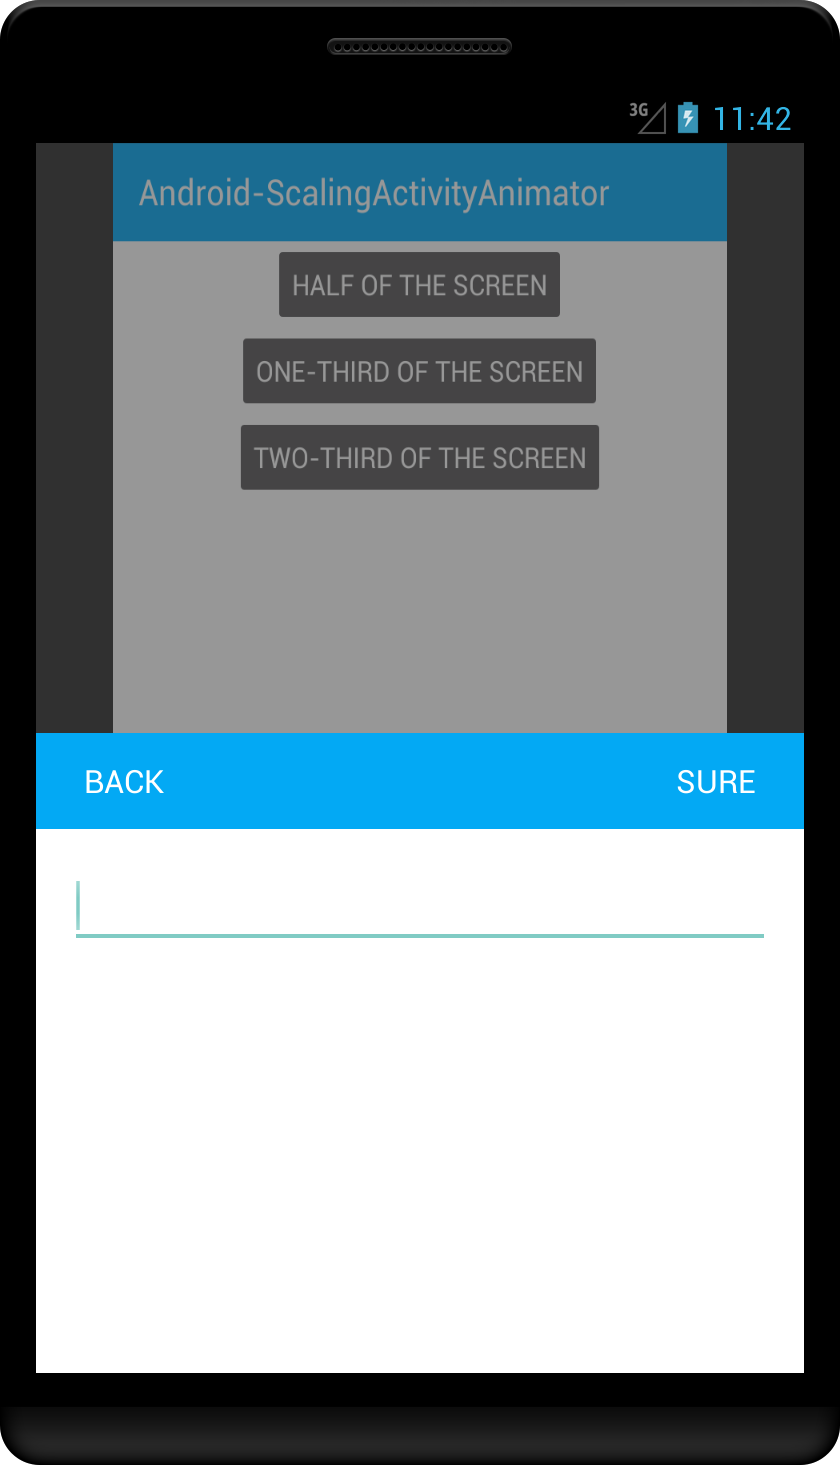 3G 11:42
Android-ScalingActivityAnimator
HALF OF THE SCREEN
ONE-THIRD OF THE SCREEN
TWO-THIRD OF THE SCREEN
BACK SURE